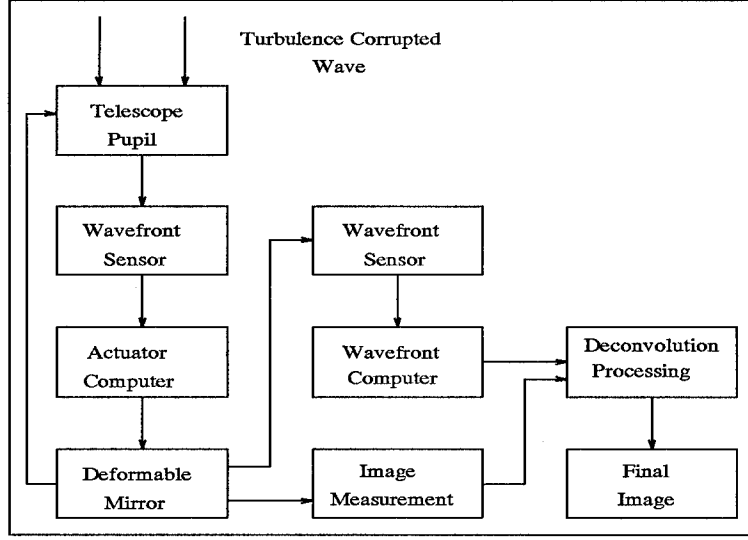 Turbulence Corrupted
Wave
Telescope
Pupil
Wavefront
Sensor
Wavefront
Sensor
Actuator
Computer
Wavefront
Computer
Deconvolution
Processing
Deformable
Mirror
Image
Measurement
Final
Image